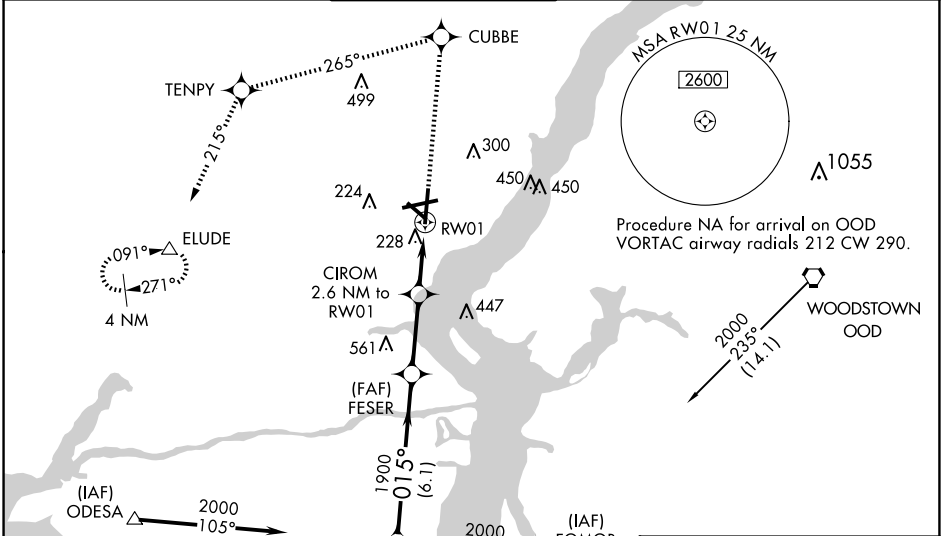 CUBBE
MSA RW01 25 NM
265°
TENPY
499
2600
215°
300
1055
450
450
224
RW01
228
Procedure NA for arrival on OOD
VORTAC airway radials 212 CW 290.
ELUDE
091°
271°
4 NM
CIROM
2.6 NM to
RW01
447
WOODSTOWN
OOD
2000
235°
(14.1)
561
(FAF)
FESER
1900
015°
(6.1)
(IAF)
ODESA
2000
105°
2000
(IAF)